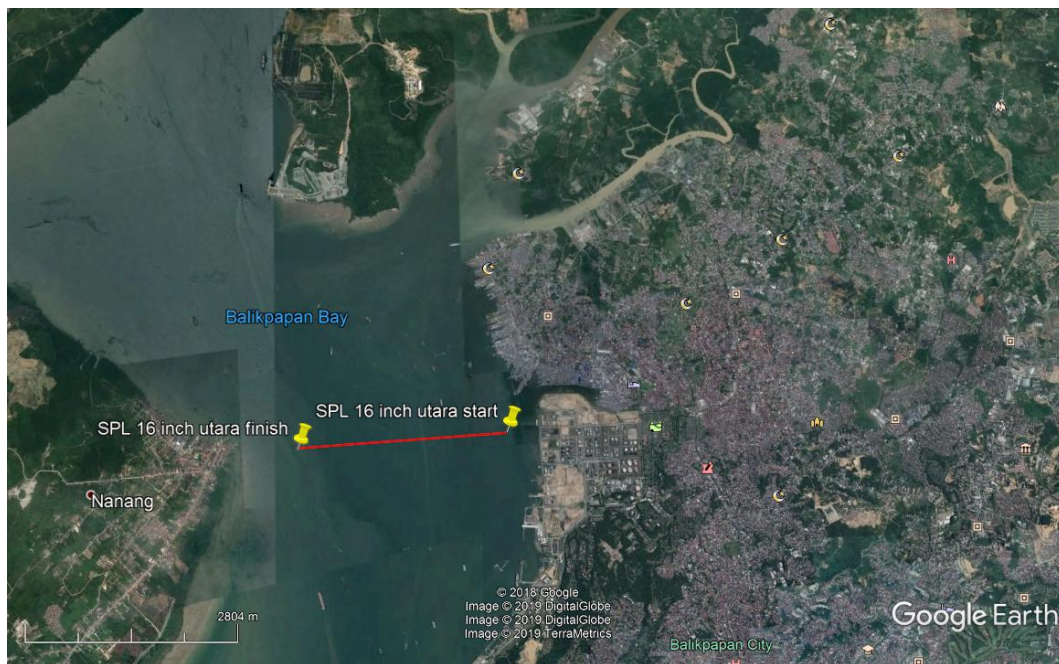 Balikpapan Bay
SPL 16 inch utara start
SPL 16 inch utara finish
Nanang
2804 m
© 2018 Google
Image © 2019 DigitalGlobe
Image © 2019 DigitalGlobe
Image © 2019 TerraMetrics
Google Earth
Balikpapan City